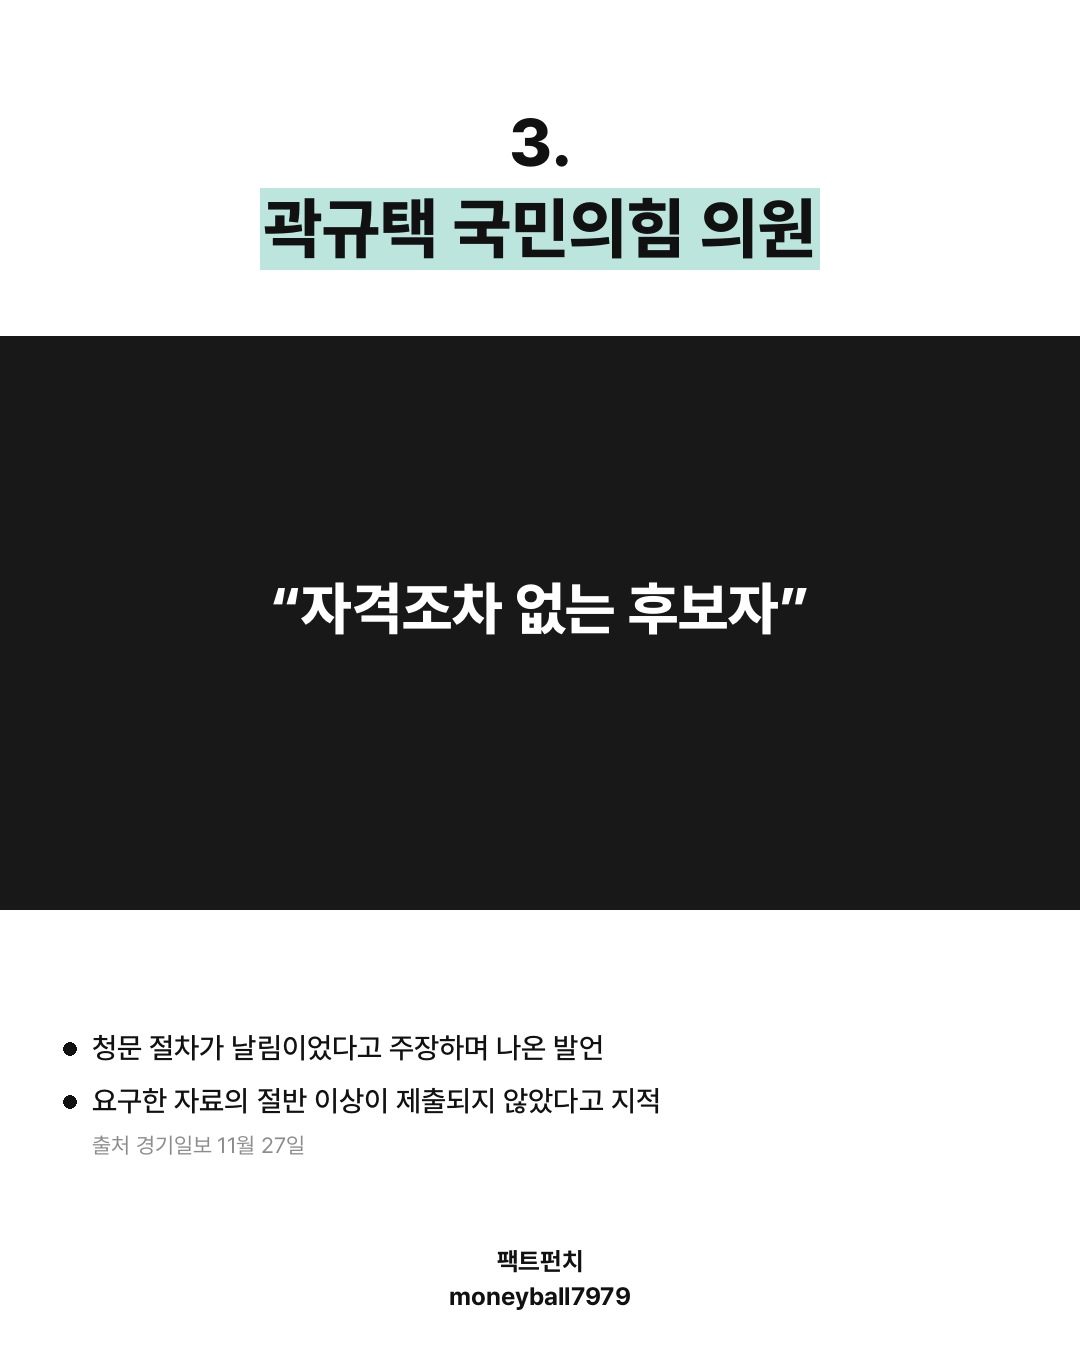 3.
곽규택 국민의힘 의원
“자격조차 없는 후보자”
● 청문 절차가 날림이었다고 주장하며 나온 발언
● 요구한 자료의 절반 이상이 제출되지 않았다고 지적
출처 경기일보 11월 27일
팩트펀치
moneyball7979